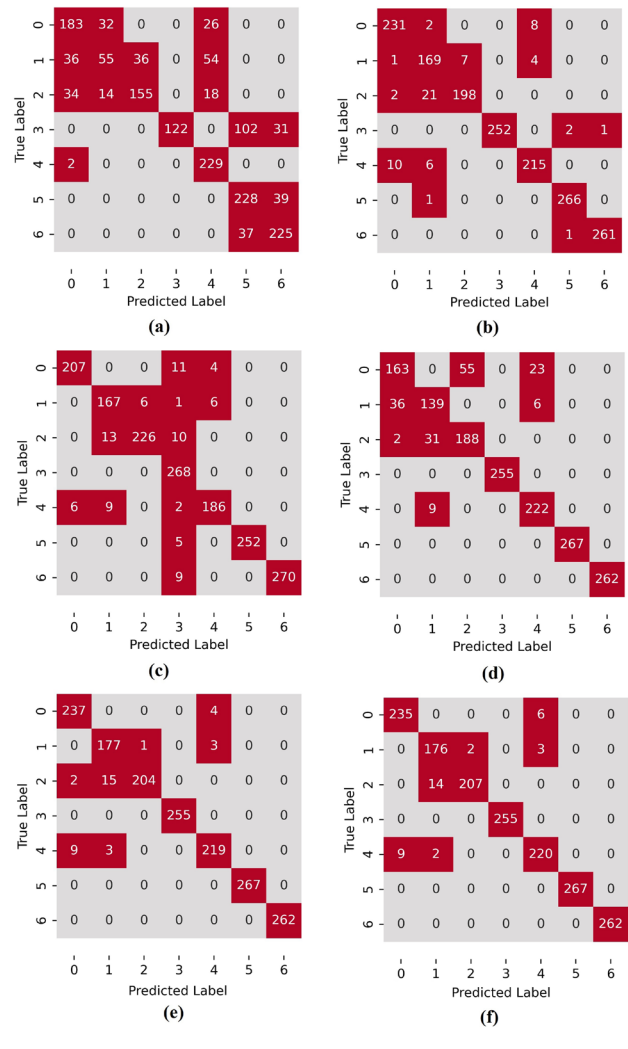 0 183 32 0 0 26 0 0
1 36 55 36 0 54 0 0
2 34 14 155 0 18 0 0
3 0 0 0 122 0 102 31
4 2 0 0 0 229 0 0
5 0 0 0 0 0 228 39
6 0 0 0 0 0 37 225
0 1 2 3 4 5 6
True Label
Predicted Label
(a)
0 231 2 0 0 8 0 0
1 1 169 7 0 4 0 0
2 2 21 198 0 0 0 0
3 0 0 0 252 0 2 1
4 10 6 0 0 215 0 0
5 0 1 0 0 0 266 0
6 0 0 0 0 0 1 261
0 1 2 3 4 5 6
True Label
Predicted Label
(b)
0 207 0 0 11 4 0 0
1 0 167 6 1 6 0 0
2 0 13 226 10 0 0 0
3 0 0 0 268 0 0 0
4 6 9 0 2 186 0 0
5 0 0 0 5 0 252 0
6 0 0 0 9 0 0 270
0 1 2 3 4 5 6
True Label
Predicted Label
(c)
0 163 0 55 0 23 0 0
1 36 139 0 0 6 0 0
2 2 31 188 0 0 0 0
3 0 0 0 255 0 0 0
4 0 9 0 0 222 0 0
5 0 0 0 0 0 267 0
6 0 0 0 0 0 0 262
0 1 2 3 4 5 6
True Label
Predicted Label
(d)
0 237 0 0 0 4 0 0
1 0 177 1 0 3 0 0
2 2 15 204 0 0 0 0
3 0 0 0 255 0 0 0
4 9 3 0 0 219 0 0
5 0 0 0 0 0 267 0
6 0 0 0 0 0 0 262
0 1 2 3 4 5 6
True Label
Predicted Label
(e)
0 235 0 0 0 6 0 0
1 0 176 2 0 3 0 0
2 0 14 207 0 0 0 0
3 0 0 0 255 0 0 0
4 9 2 0 0 220 0 0
5 0 0 0 0 0 267 0
6 0 0 0 0 0 0 262
0 1 2 3 4 5 6
True Label
Predicted Label
(f)